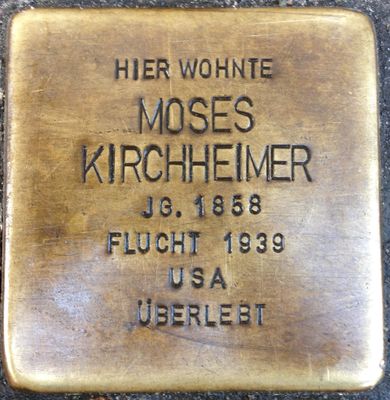 HIER WOHNTE
MOSES
KIRCHHEIMER
JG. 1858
FLUCHT 1939
USA
ÜBERLEBT